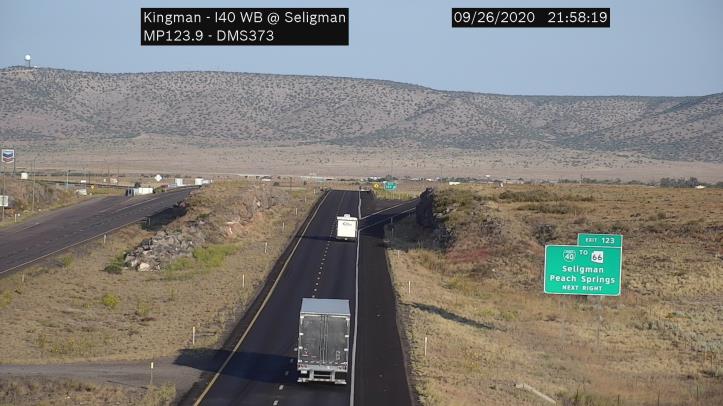 Kingman - I40 WB @ Seligman
MP123.9 - DMS373
09/26/2020 21:58:19
EXIT 123
40 TO 66
Seligman
Peach Springs
NEXT RIGHT